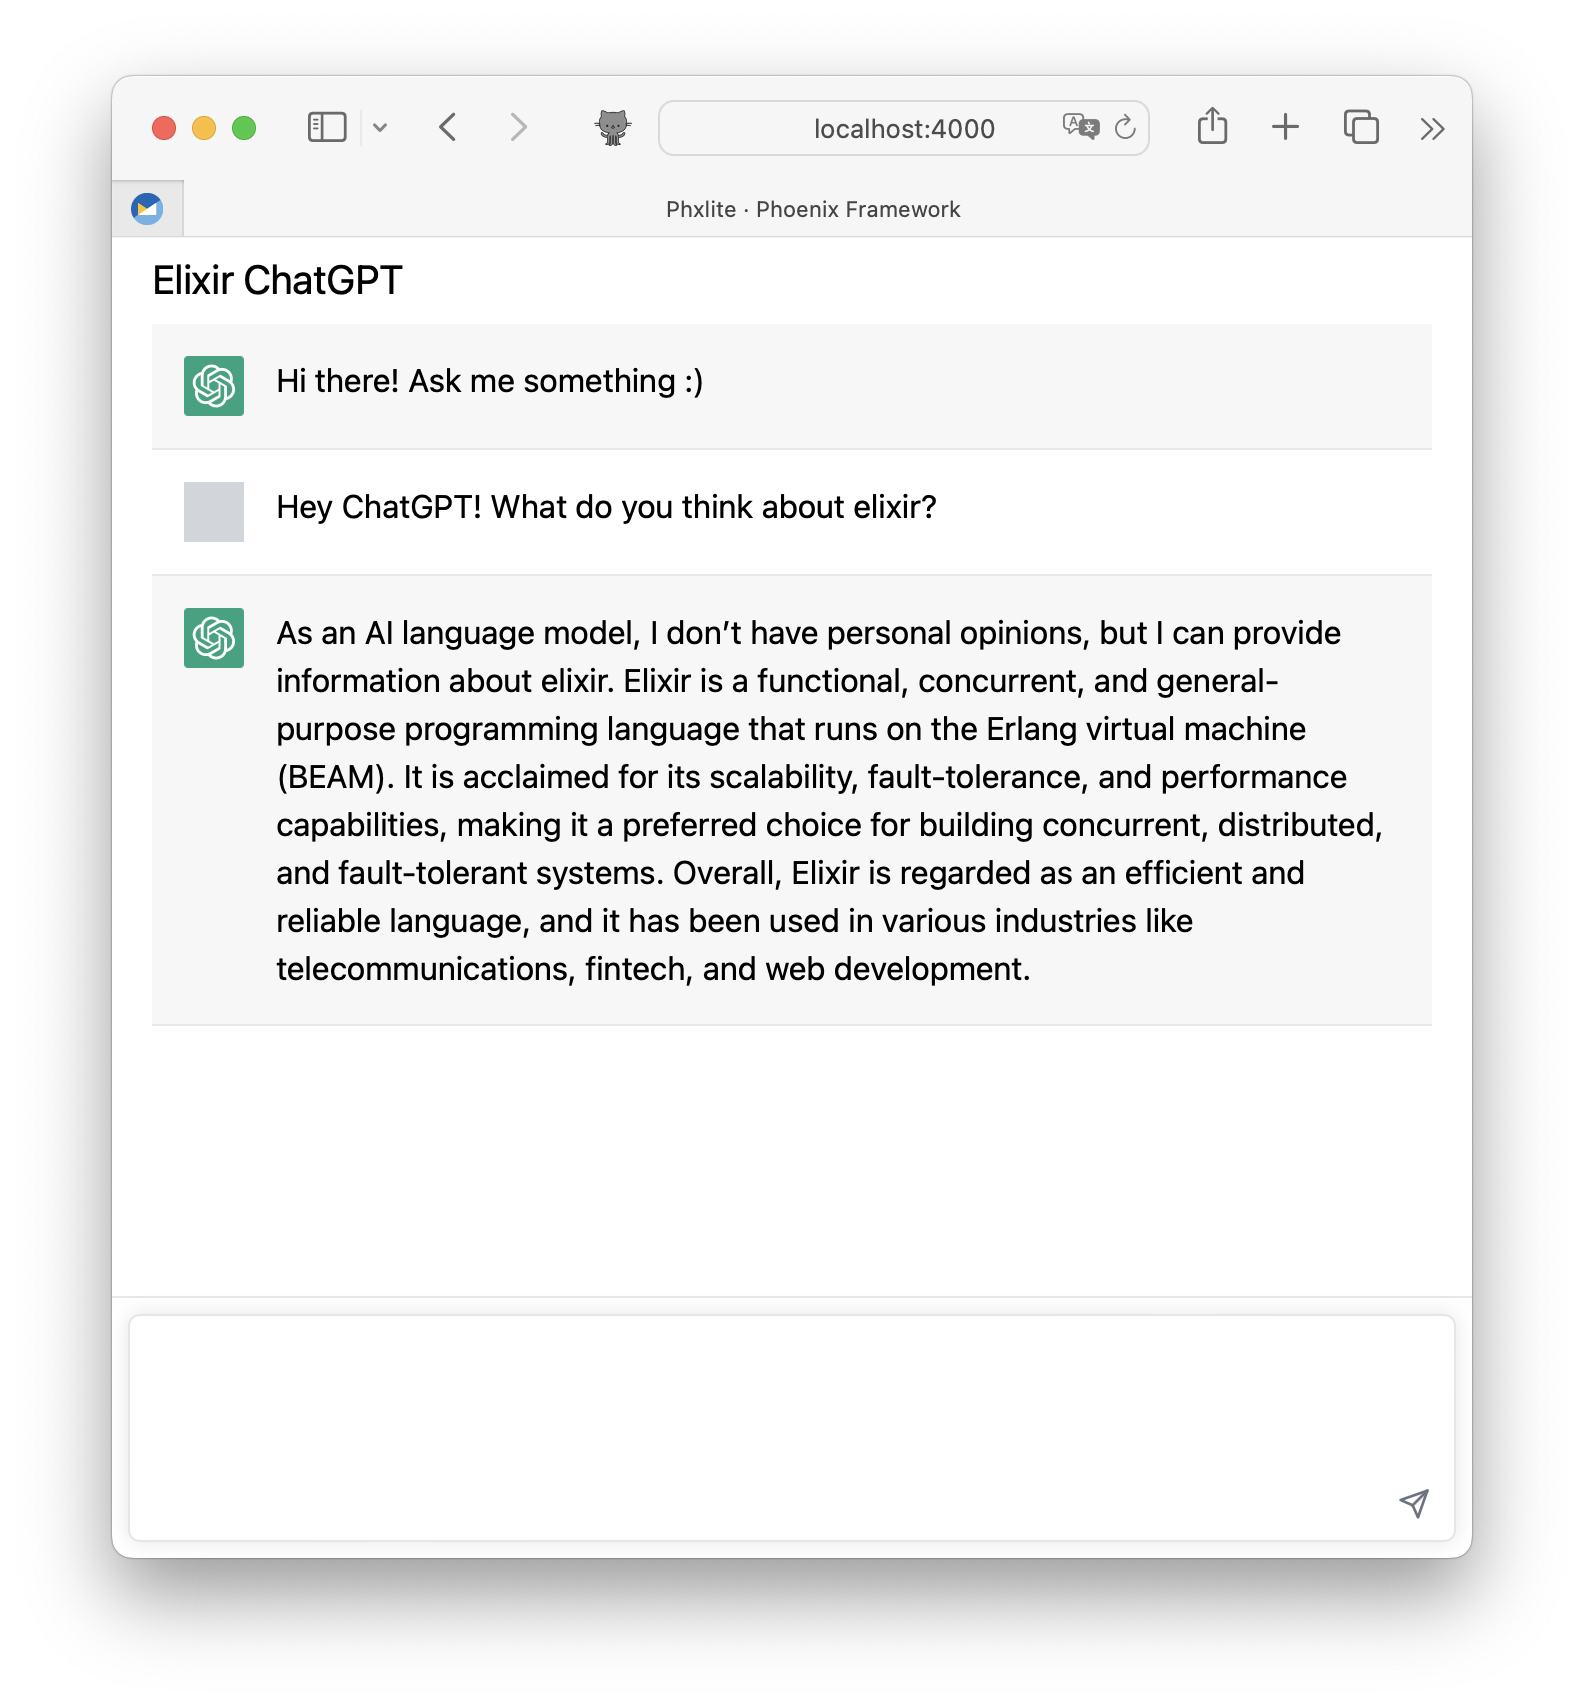 localhost:4000
Phxlite · Phoenix Framework
Elixir ChatGPT
Hi there! Ask me something :)
Hey ChatGPT! What do you think about elixir?
As an AI language model, I don’t have personal opinions, but I can provide
information about elixir. Elixir is a functional, concurrent, and general-
purpose programming language that runs on the Erlang virtual machine
(BEAM). It is acclaimed for its scalability, fault-tolerance, and performance
capabilities, making it a preferred choice for building concurrent, distributed,
and fault-tolerant systems. Overall, Elixir is regarded as an efficient and
reliable language, and it has been used in various industries like
telecommunications, fintech, and web development.